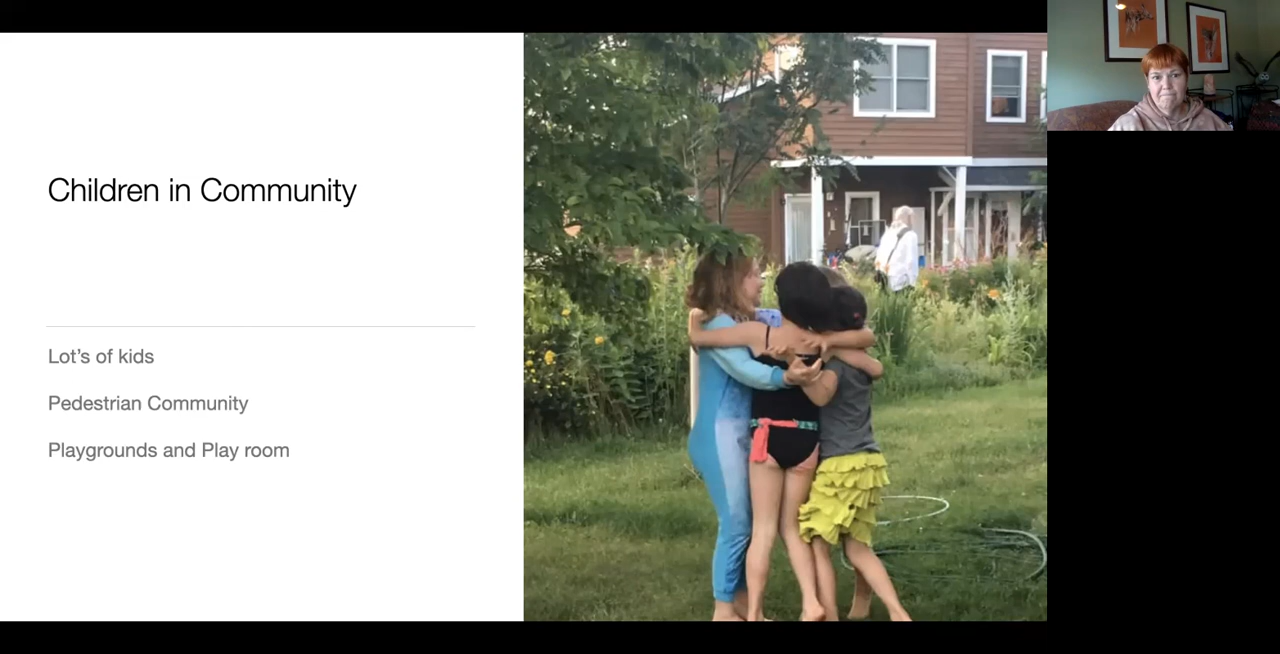 Children in Community
Lot's of kids
Pedestrian Community
Playgrounds and Play room